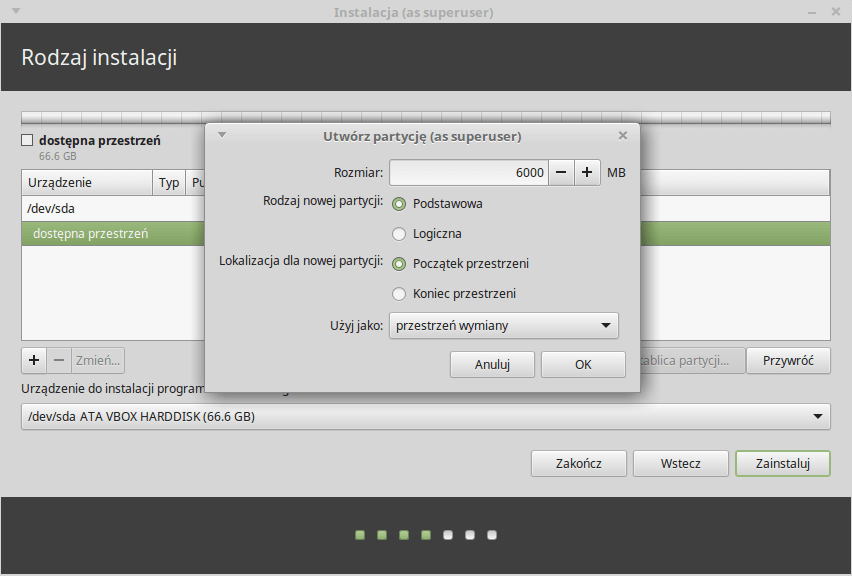 Instalacja (as superuser)
Rodzaj instalacji
dostępna przestrzeń
66.6 GB
Urządzenie Typ Pu
/dev/sda
dostępna przestrzeń
Utwórz partycję (as superuser)
Rozmiar: 6000 MB
Rodzaj nowej partycji: Podstawowa
Logiczna
Lokalizacja dla nowej partycji: Początek przestrzeni
Koniec przestrzeni
Użyj jako: przestrzeń wymiany
Anuluj OK
+ − Zmień... ablica partycji... Przywróć
Urządzenie do instalacji program
/dev/sda ATA VBOX HARDDISK (66.6 GB)
Zakończ Wstecz Zainstaluj